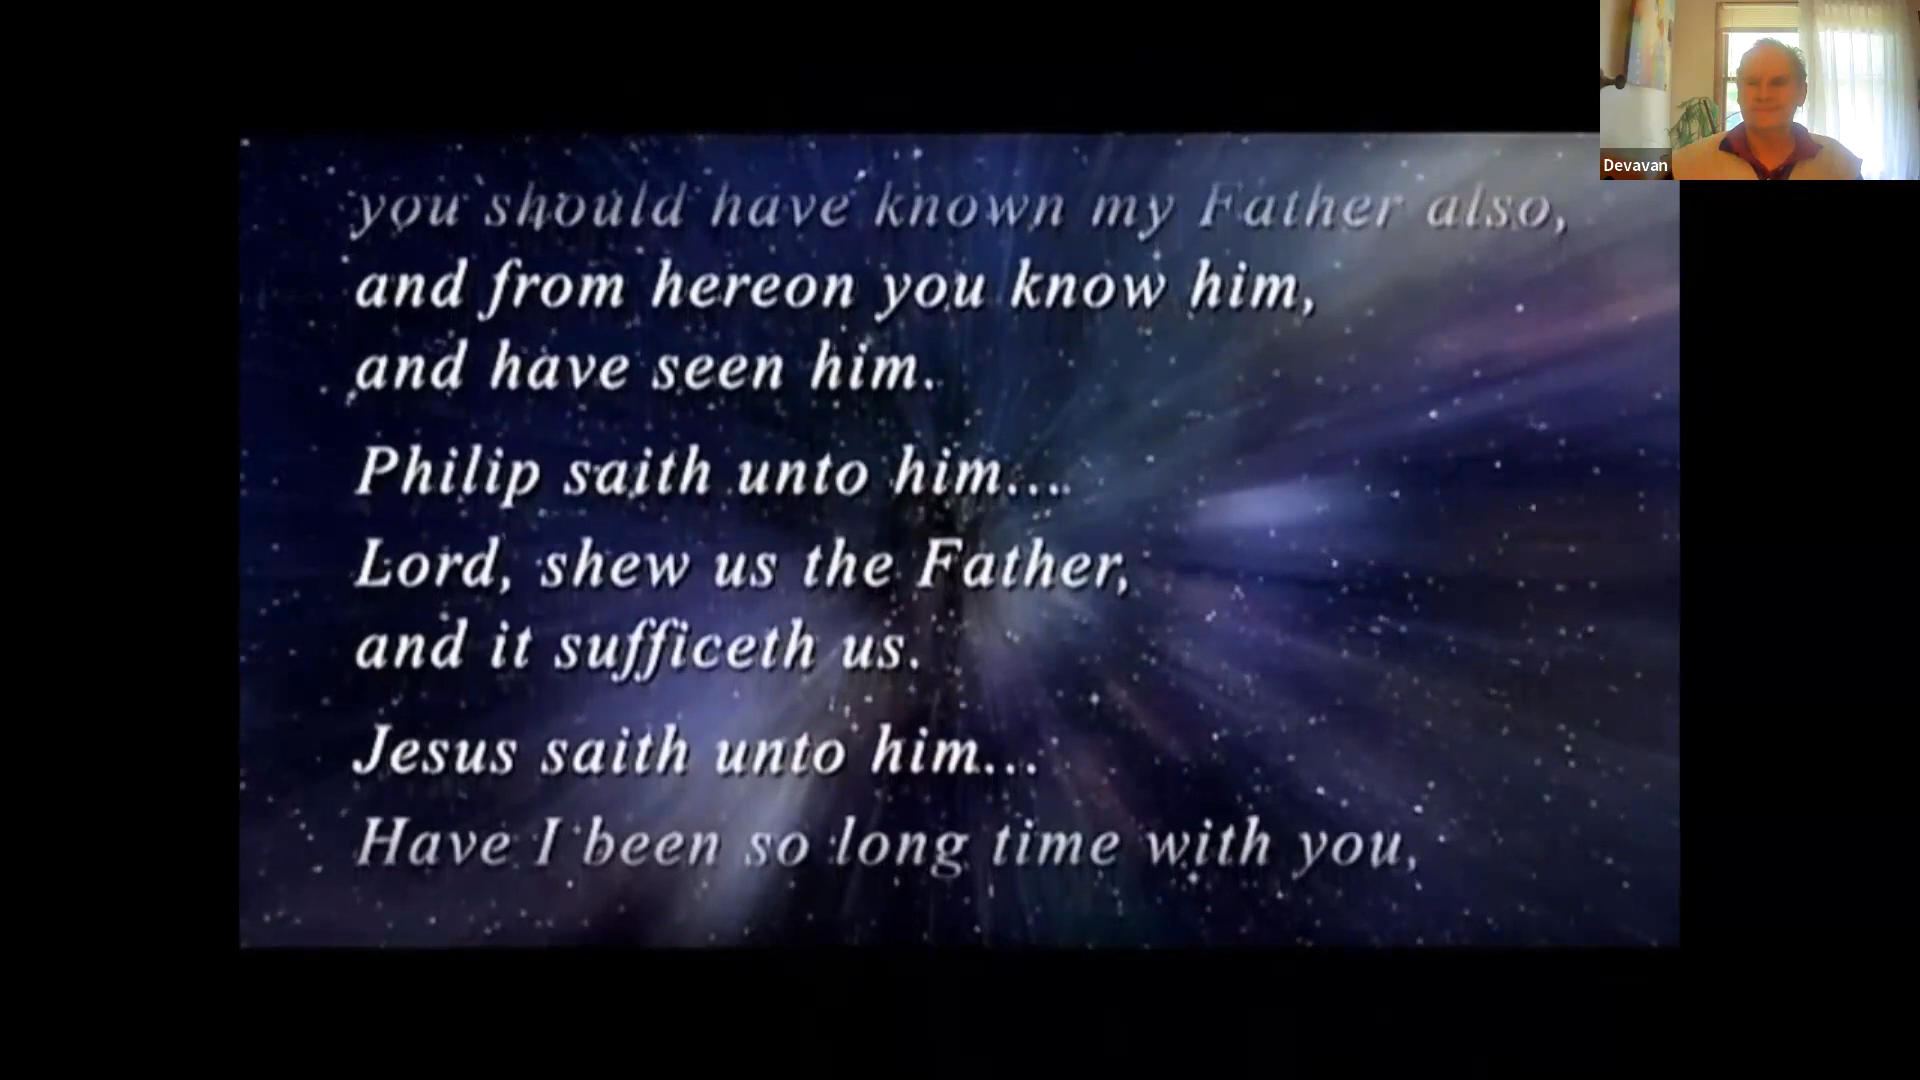 you should have known my Father also,
and from hereon you know him,
and have seen him.
Philip saith unto him....
Lord, shew us the Father,
and it sufficeth us.
Jesus saith unto him...
Have I been so long time with you,
Devavan